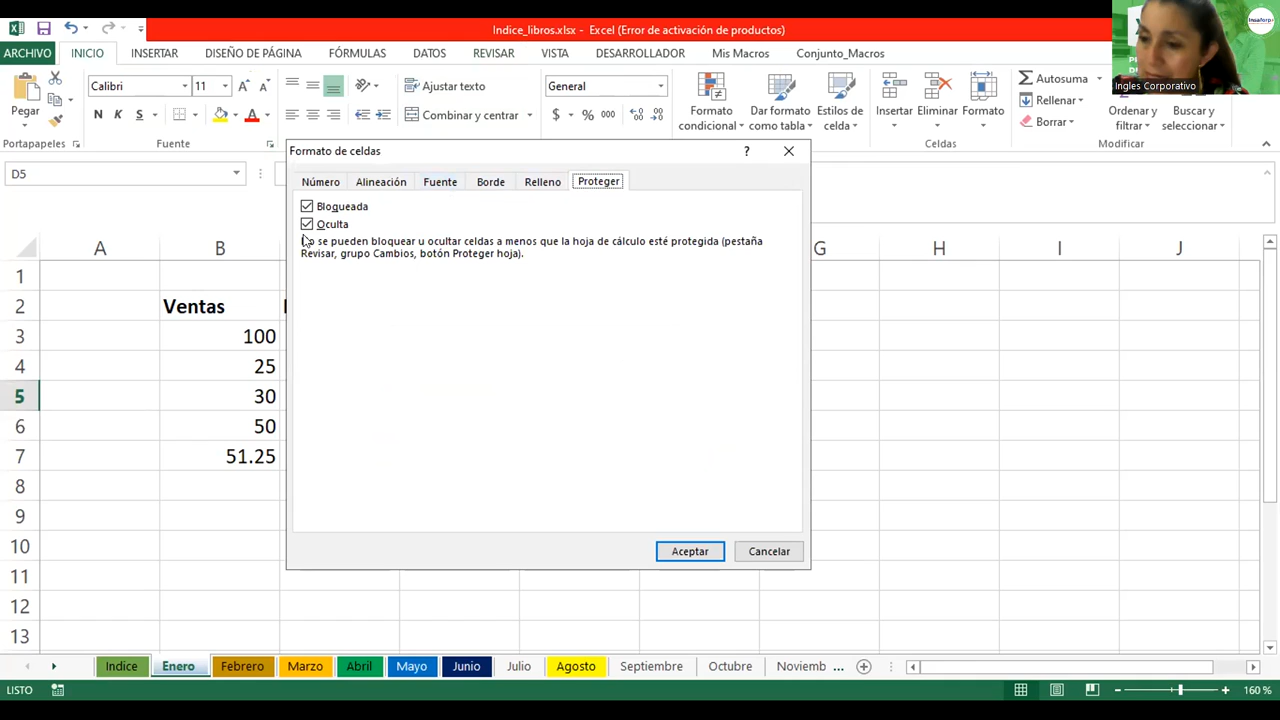 Indice_libros.xlsx - Excel (Error de activación de productos)
ARCHIVO INICIO INSERTAR DISEÑO DE PÁGINA FÓRMULAS DATOS REVISAR VISTA DESARROLLADOR Mis Macros Conjunto_Macros
Ingles Corporativo
Pegar
Calibri 11
N K S
Ajustar texto
Combinar y centrar
General
$ % 000
Formato condicional
Dar formato como tabla
Estilos de celda
Insertar Eliminar Formato
Autosuma
Rellenar
Borrar
Ordenar y filtrar
Buscar y seleccionar
Portapapeles Fuente Celdas Modificar
D5
Formato de celdas
Número Alineación Fuente Borde Relleno Proteger
Bloqueada
Oculta
se pueden bloquear u ocultar celdas a menos que la hoja de cálculo esté protegida (pestaña
Revisar, grupo Cambios, botón Proteger hoja).
Aceptar Cancelar
A B G H I J
1
2 Ventas
3 100
4 25
5 30
6 50
7 51.25
8
9
10
11
12
13
Indice Enero Febrero Marzo Abril Mayo Junio Julio Agosto Septiembre Octubre Noviemb ...
LISTO 160 %